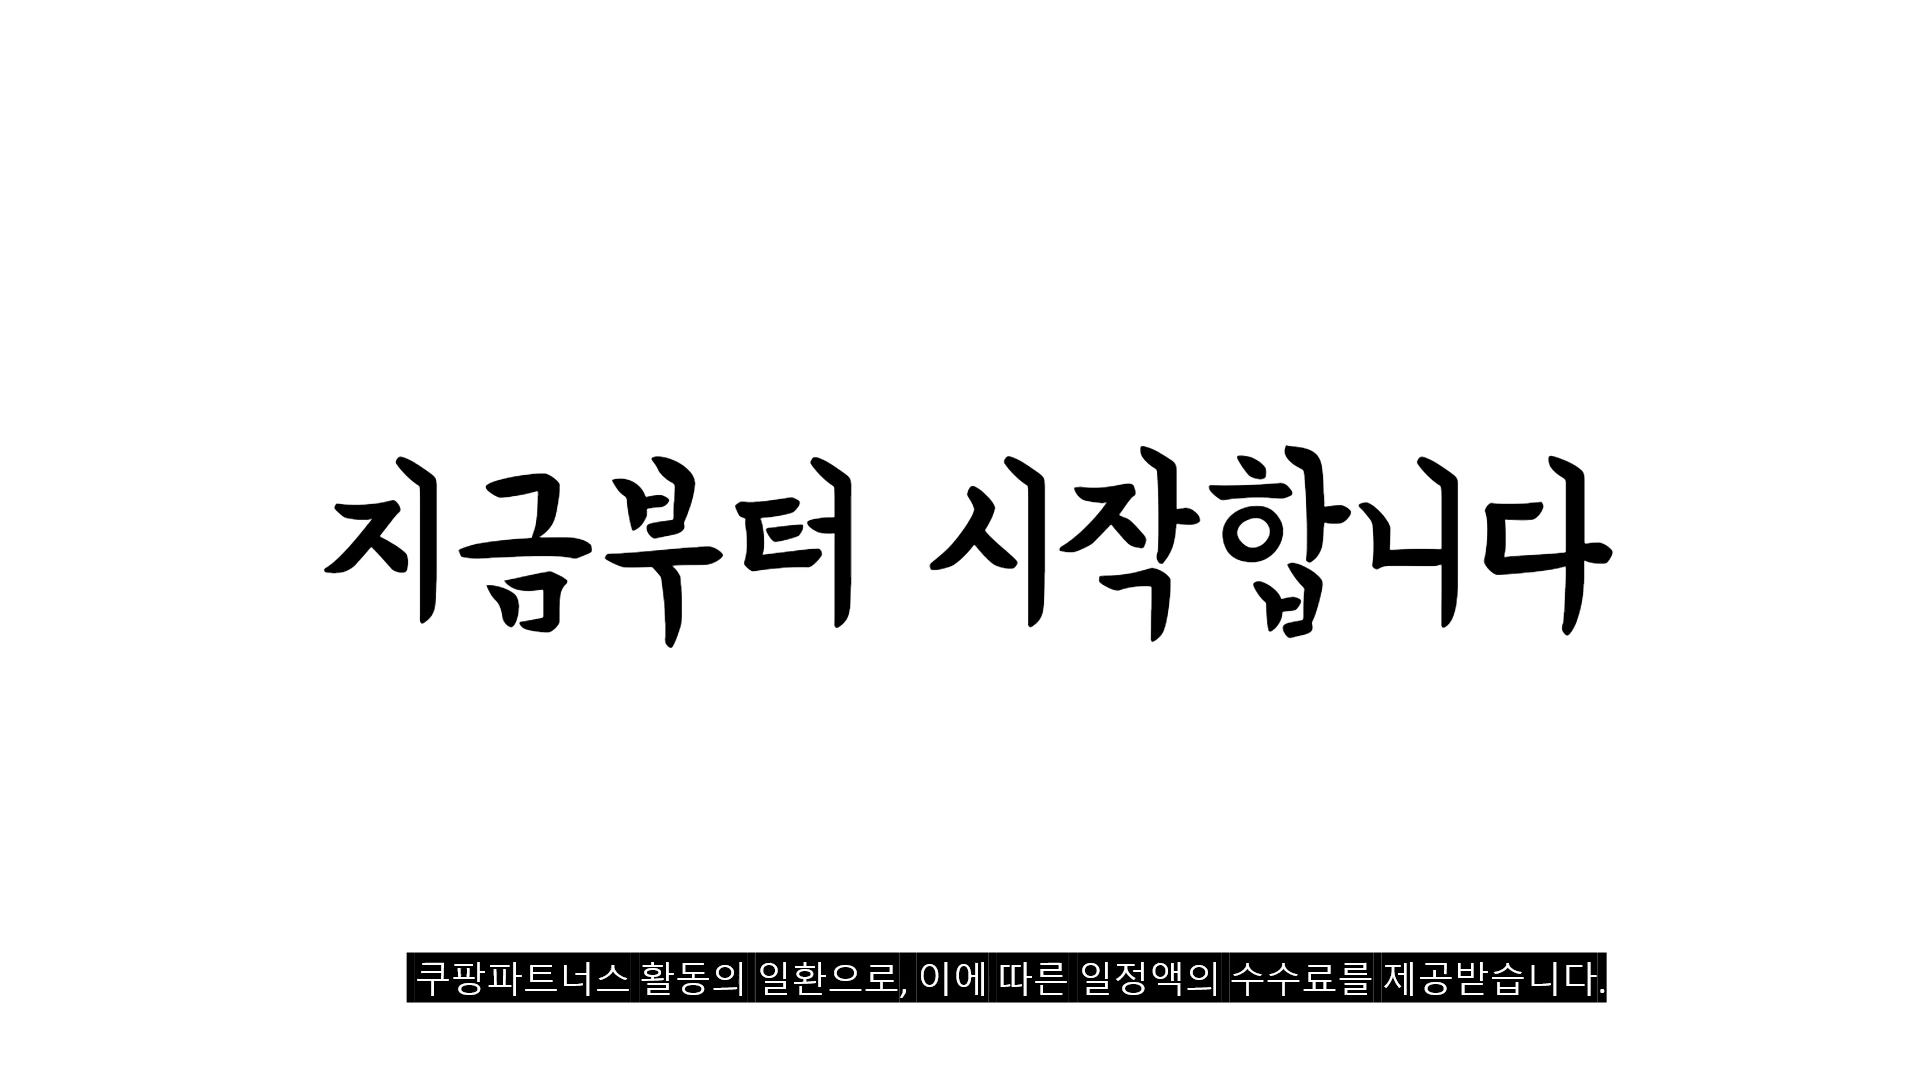 지금부터 시작합니다
쿠팡파트너스 활동의 일환으로, 이에 따른 일정액의 수수료를 제공받습니다.